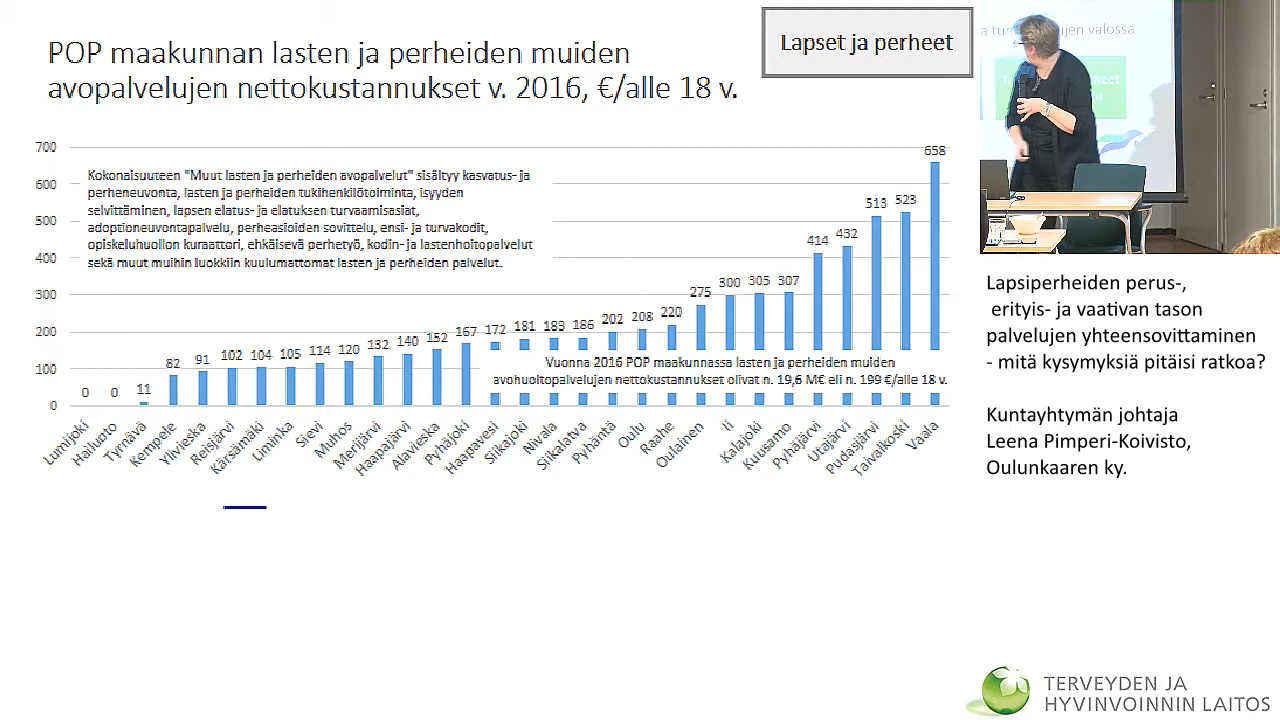 POP maakunnan lasten ja perheiden muiden
avopalvelujen nettokustannukset v. 2016, €/alle 18 v.
Lapset ja perheet
700
600
500
400
300
200
100
0
Kokonaisuuteen "Muut lasten ja perheiden avopalvelut" sisältyy kasvatus- ja
perheneuvonta, lasten ja perheiden tukihenkilötoiminta, isyyden
selvittäminen, lapsen elatus- ja elatuksen turvaamisasiat,
adoptioneuvontapalvelu, perheasioiden sovittelu, ensi- ja turvakodit,
opiskeluhuollon kuraattori, ehkäisevä perhetyö, kodin- ja lastenhoitopalvelut
sekä muut muihin luokkiin kuulumattomat lasten ja perheiden palvelut.
0 0 11 82 91 102 104 105 114 120 132 140 152 167 172 181 183 186 202 208 220 275 300 305 307 414 432 513 523 658
Vuonna 2016 POP maakunnassa lasten ja perheiden muiden
avohuoltopalvelujen nettokustannukset olivat n. 19,6 M€ eli n. 199 €/alle 18 v.
Lumijoki Hailuoto Tyrnävä Kempele Ylivieska Reisjärvi Kärsämäki Liminka Sievi Muhos Merijärvi Haapajärvi Alavieska Pyhäjoki Haapavesi Siikajoki Nivala Siikalatva Pyhäntä Oulu Raahe Oulainen Ii Kalajoki Kuusamo Pyhäjärvi Utajärvi Pudasjärvi Taivalkoski Vaala
valossa
Lapsiperheiden perus-,
erityis- ja vaativan tason
palvelujen yhteensovittaminen
- mitä kysymyksiä pitäisi ratkoa?
Kuntayhtymän johtaja
Leena Pimperi-Koivisto,
Oulunkaaren ky.
TERVEYDEN JA
HYVINVOINNIN LAITOS